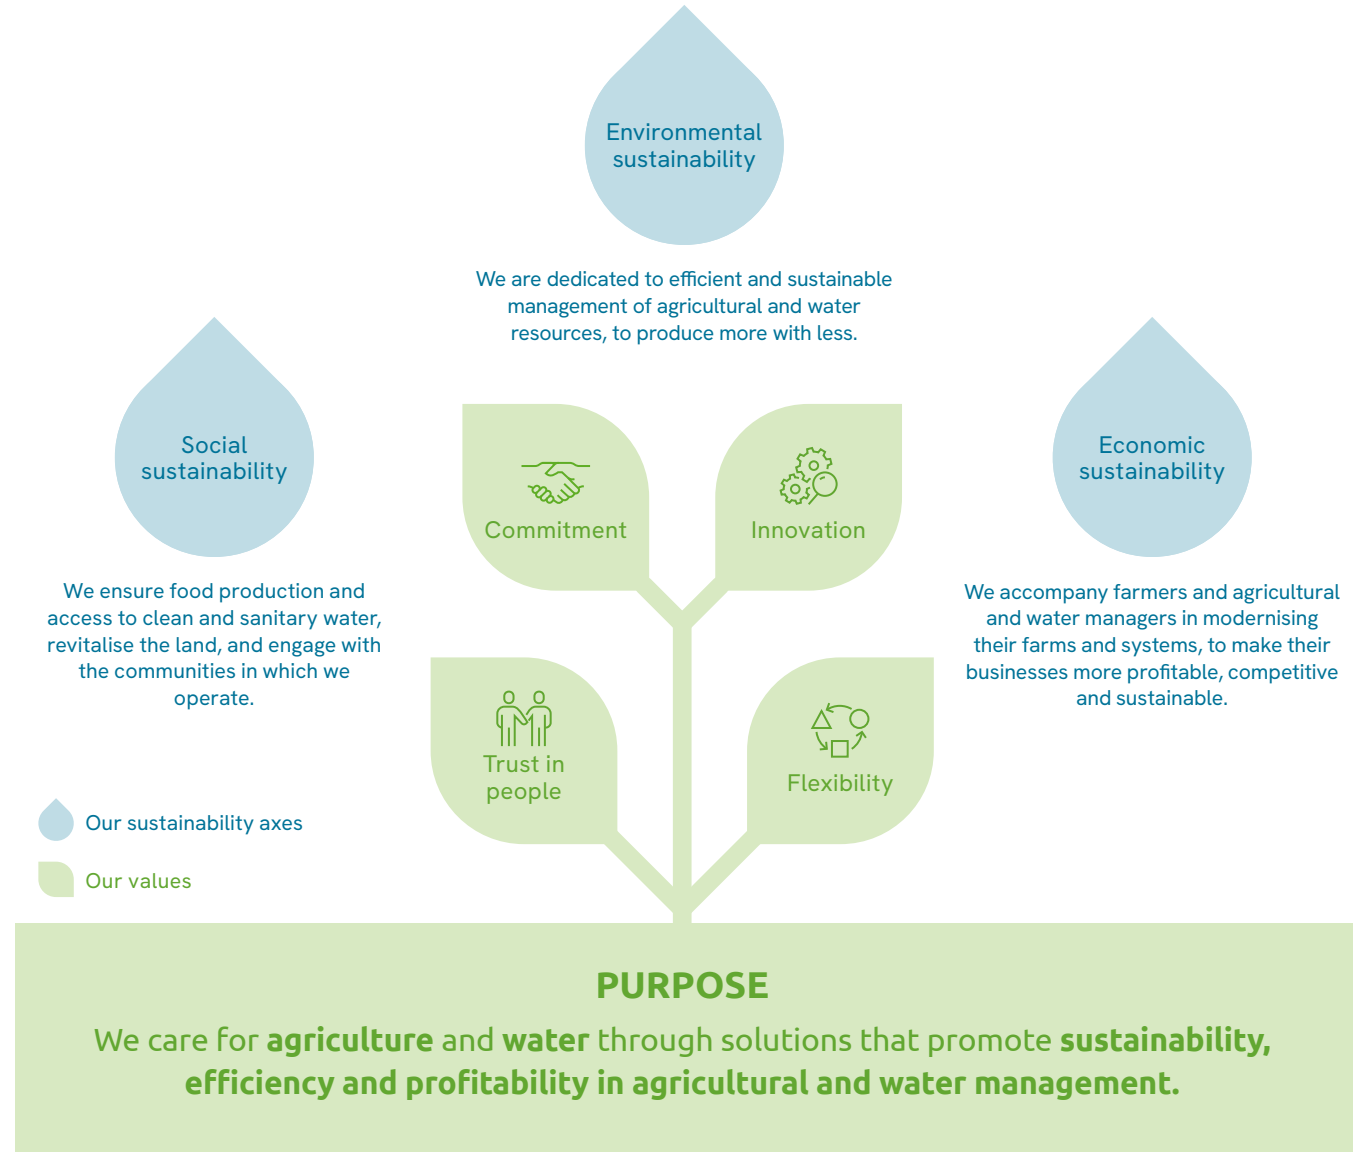 Environmental
sustainability
We are dedicated to efficient and sustainable
management of agricultural and water
resources, to produce more with less.
Social
sustainability
We ensure food production and
access to clean and sanitary water,
revitalise the land, and engage with
the communities in which we
operate.
Economic
sustainability
We accompany farmers and agricultural
and water managers in modernising
their farms and systems, to make their
businesses more profitable, competitive
and sustainable.
Commitment
Innovation
Trust in
people
Flexibility
Our sustainability axes
Our values
PURPOSE
We care for agriculture and water through solutions that promote sustainability,
efficiency and profitability in agricultural and water management.